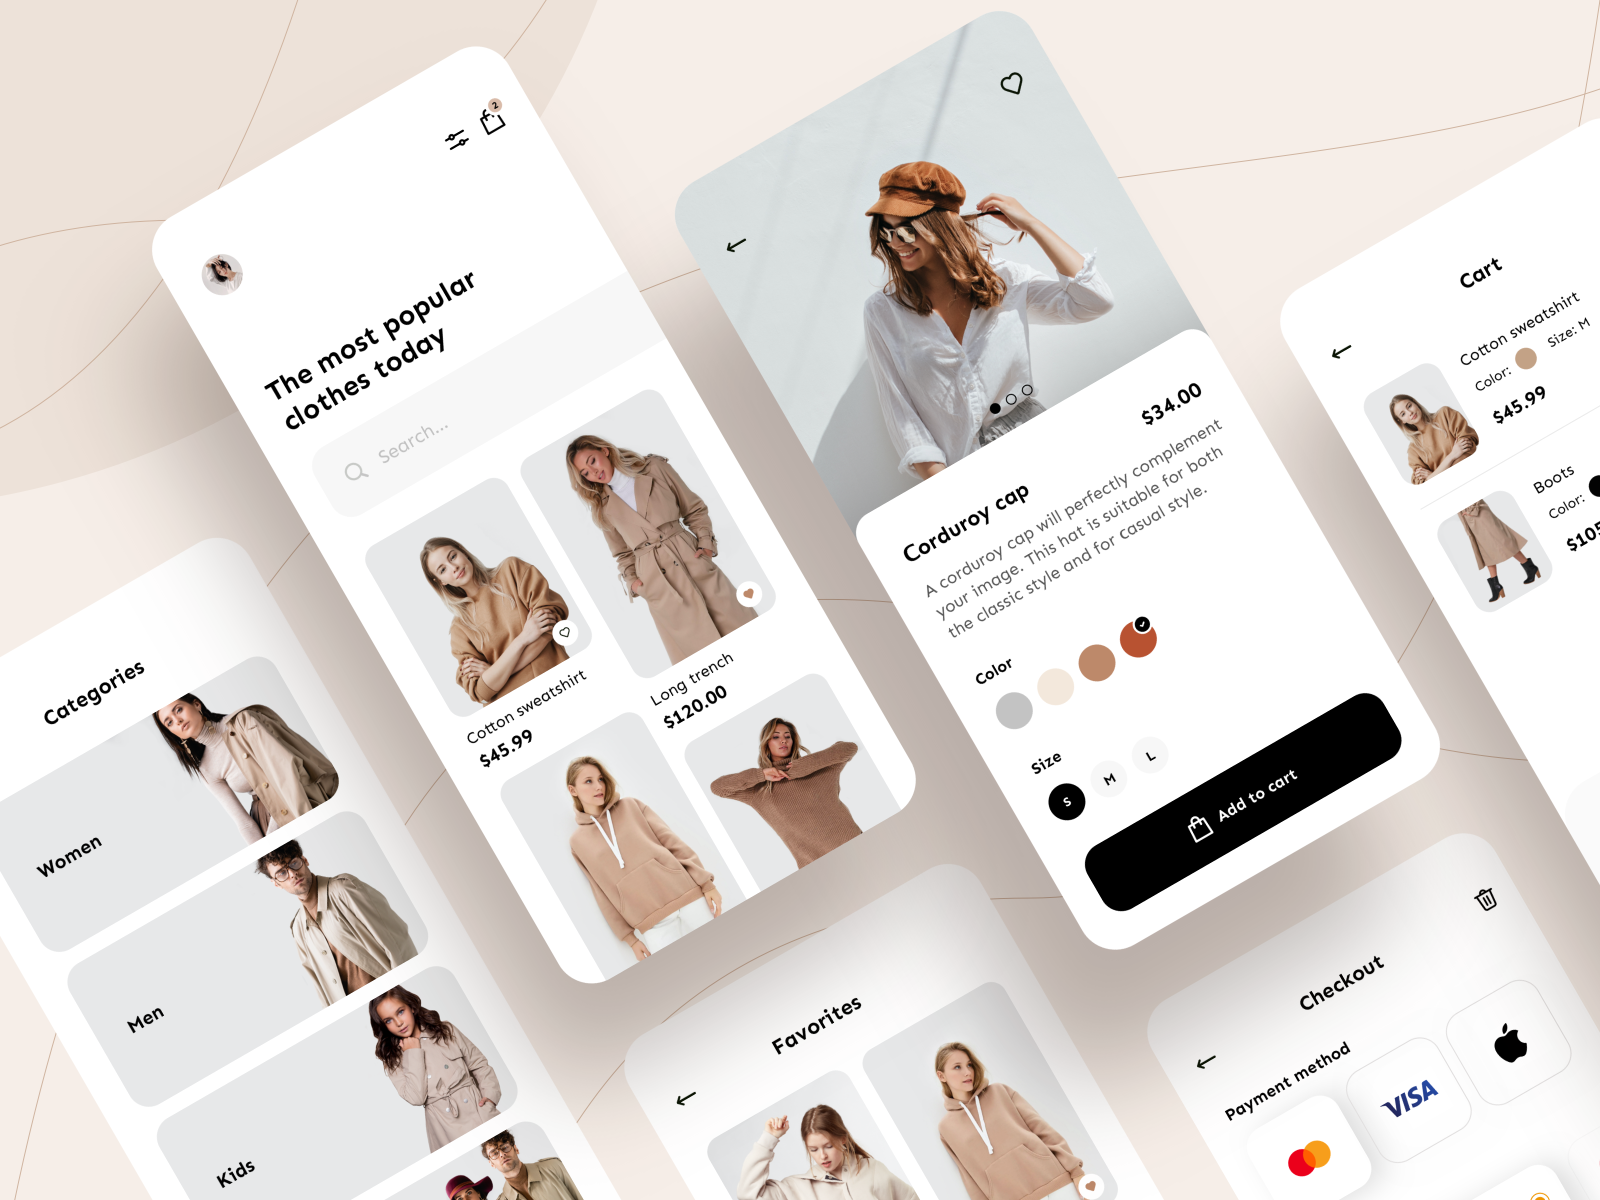 2
The most popular
clothes today
Search...
Cotton sweatshirt
$45.99
Long trench
$120.00
Categories
Women
Men
Kids
$34.00
Corduroy cap
A corduroy cap will perfectly complement
your image. This hat is suitable for both
the classic style and for casual style.
Color
Size
S
M
L
Add to cart
Favorites
Cart
Cotton sweatshirt
Color:
Size: M
$45.99
Boots
Color:
Checkout
Payment method
VISA